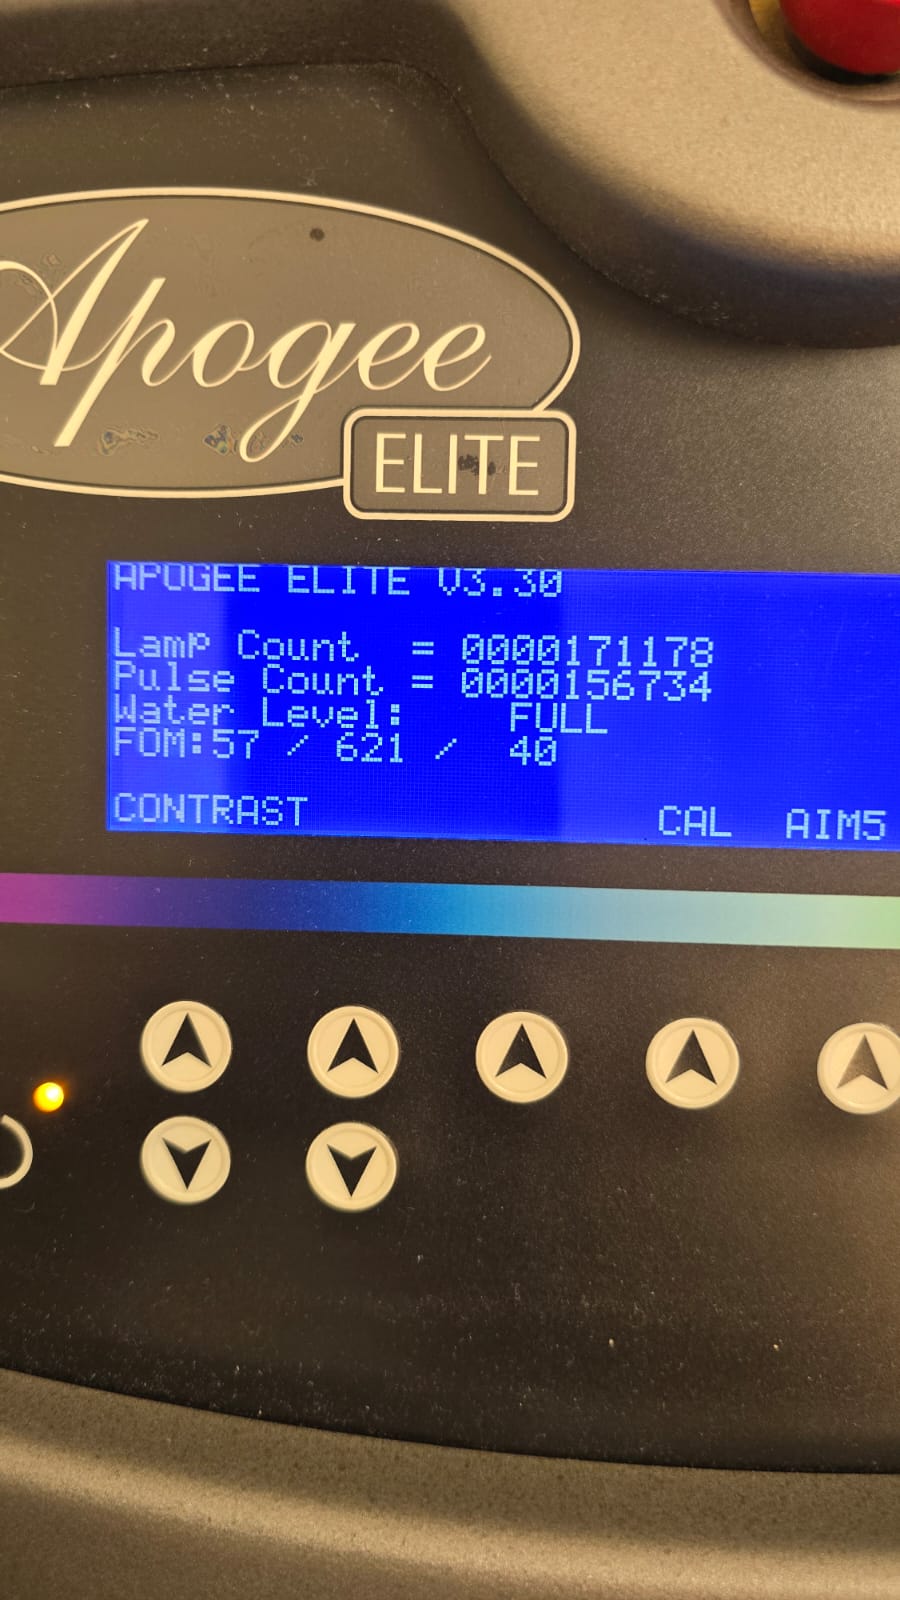 Apogee
ELITE
APOGEE ELITE V3.30
Lamp Count = 0000171178
Pulse Count = 0000156734
Water Level: FULL
FOM:57 / 621 / 40
CONTRAST CAL AIM5